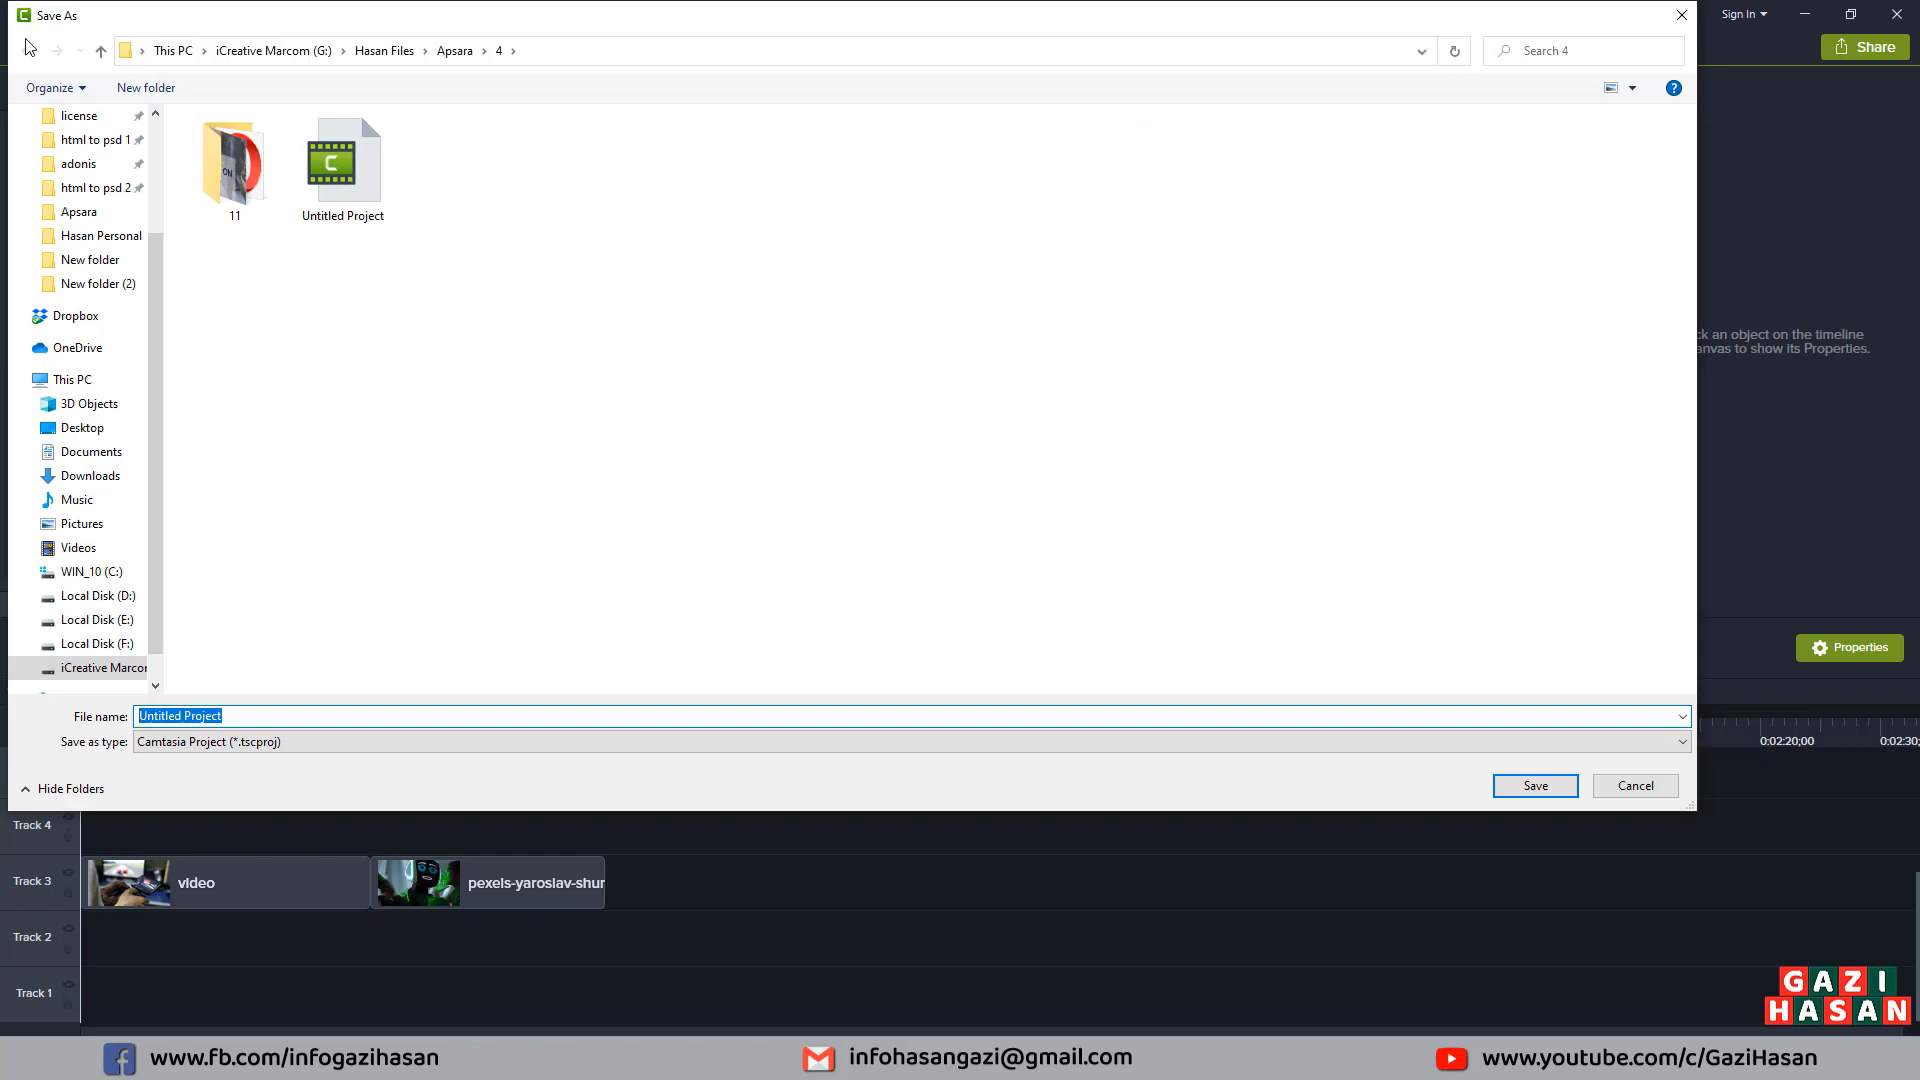 Save As
Sign In
Share
This PC > iCreative Marcom (G:) > Hasan Files > Apsara > 4 >
Search 4
Organize
New folder
license
html to psd 1
adonis
html to psd 2
Apsara
Hasan Personal
New folder
New folder (2)
Dropbox
OneDrive
This PC
3D Objects
Desktop
Documents
Downloads
Music
Pictures
Videos
WIN_10 (C:)
Local Disk (D:)
Local Disk (E:)
Local Disk (F:)
iCreative Marcor
ON
11
C
Untitled Project
ck an object on the timeline
anvas to show its Properties.
Properties
File name: Untitled Project
Save as type: Camtasia Project (*.tscproj)
0:02:20;00
0:02:30;
Hide Folders
Save
Cancel
Track 4
Track 3
video
pexels-yaroslav-shur
Track 2
Track 1
GAZI
HASAN
www.fb.com/infogazihasan
infohasangazi@gmail.com
www.youtube.com/c/GaziHasan